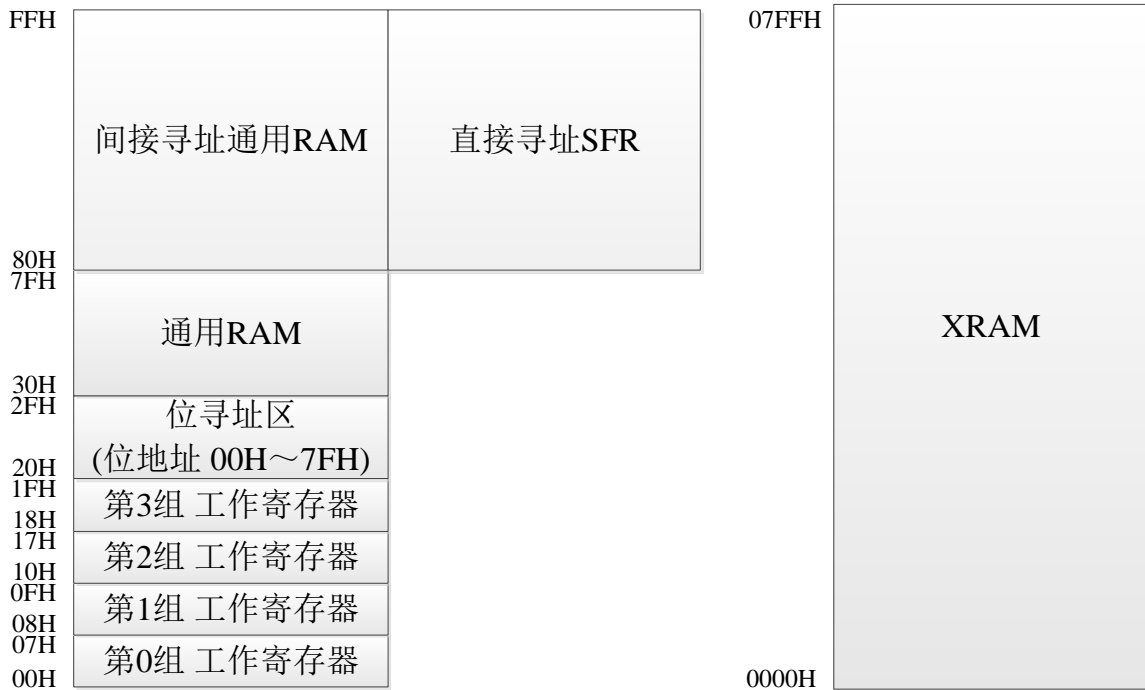 FFH
间接寻址通用RAM
直接寻址SFR
80H
7FH
通用RAM
30H
2FH
位寻址区
(位地址 00H～7FH)
20H
1FH
第3组 工作寄存器
18H
17H
第2组 工作寄存器
10H
0FH
第1组 工作寄存器
08H
07H
第0组 工作寄存器
00H
07FFH
XRAM
0000H